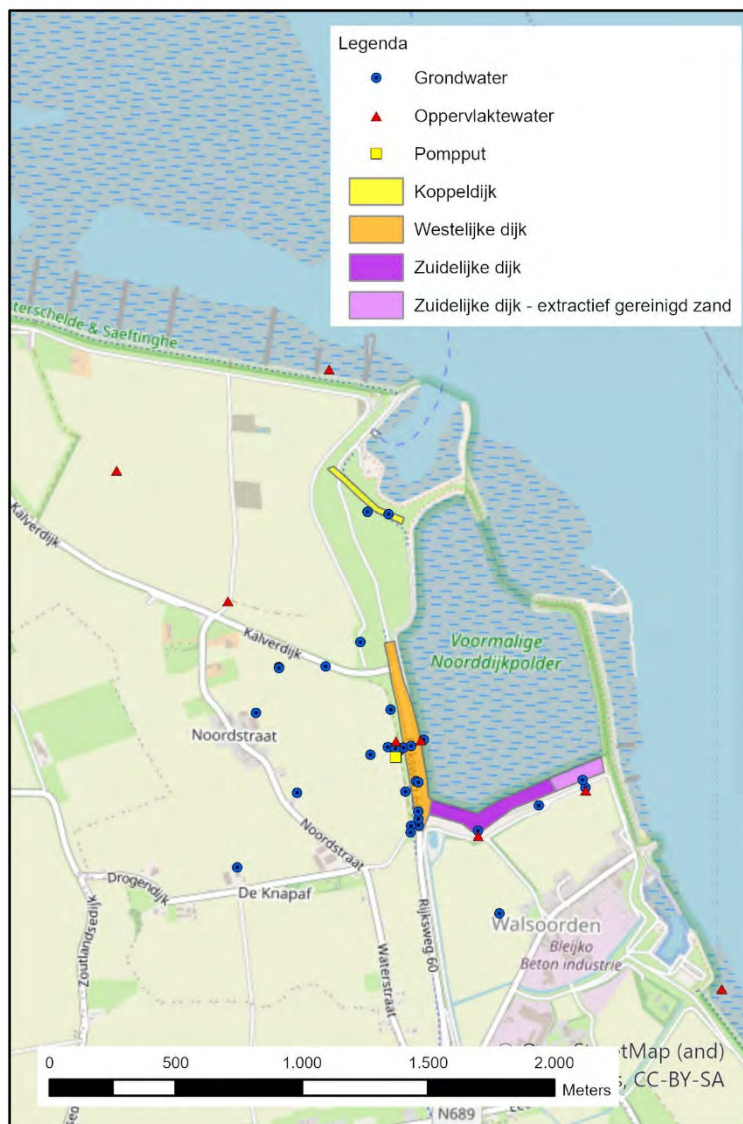 Legenda
Grondwater
Oppervlaktewater
Pompput
Koppeldijk
Westelijke dijk
Zuidelijke dijk
Zuidelijke dijk - extractief gereinigd zand
terschelde & Saeftinghe
Kalverdijk
Kalverdijk
Voormalige
Noorddijkpolder
Noordstraat
Noordstraat
Drogendijk
De Knapaf
Zoutlandsedijk
Waterstraat
Rijksweg 60
Walsoorden
Bleijko
Beton industrie
0 500 1.000 1.500 2.000
Meters
etMap (and)
s, CC-BY-SA
N689